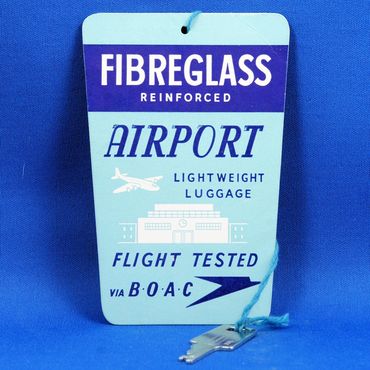 FIBREGLASS
REINFORCED
AIRPORT
LIGHTWEIGHT
LUGGAGE
FLIGHT TESTED
VIA B·O·A·C